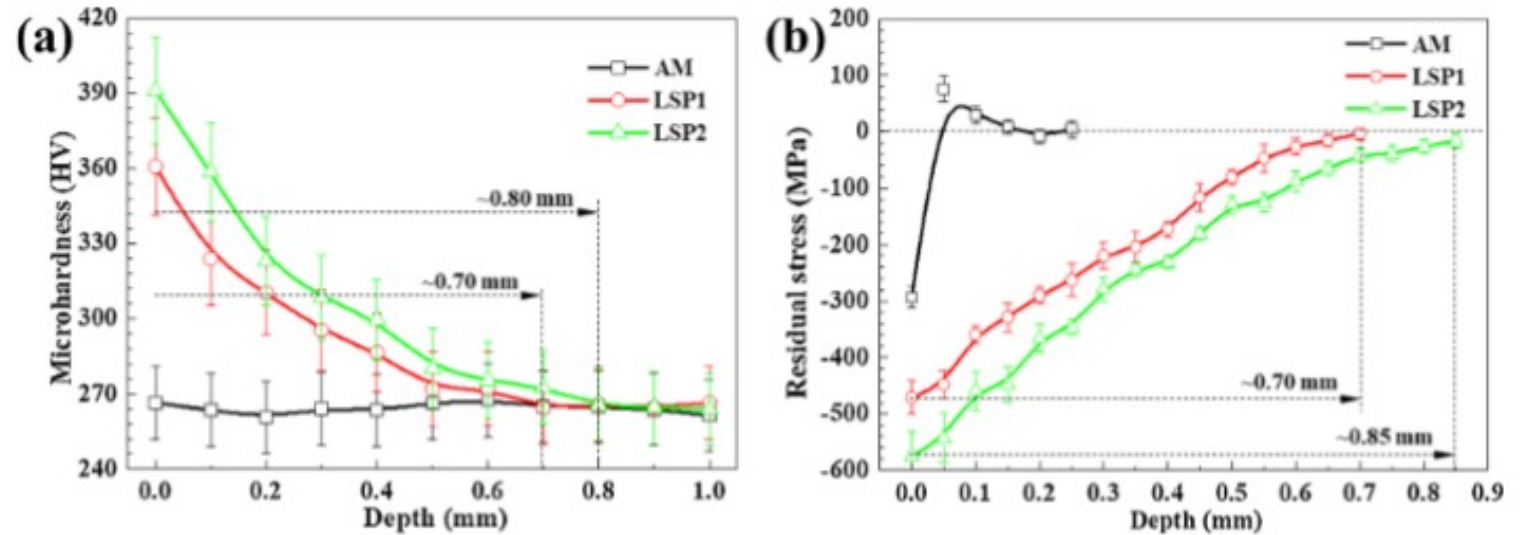 (a)
420
390
360
330
300
270
240
Microhardness (HV)
AM
LSP1
LSP2
~0.80 mm
~0.70 mm
0.0 0.2 0.4 0.6 0.8 1.0
Depth (mm)
(b)
200
100
0
-100
-200
-300
-400
-500
-600
Residual stress (MPa)
AM
LSP1
LSP2
~0.70 mm
~0.85 mm
0.0 0.1 0.2 0.3 0.4 0.5 0.6 0.7 0.8 0.9
Depth (mm)